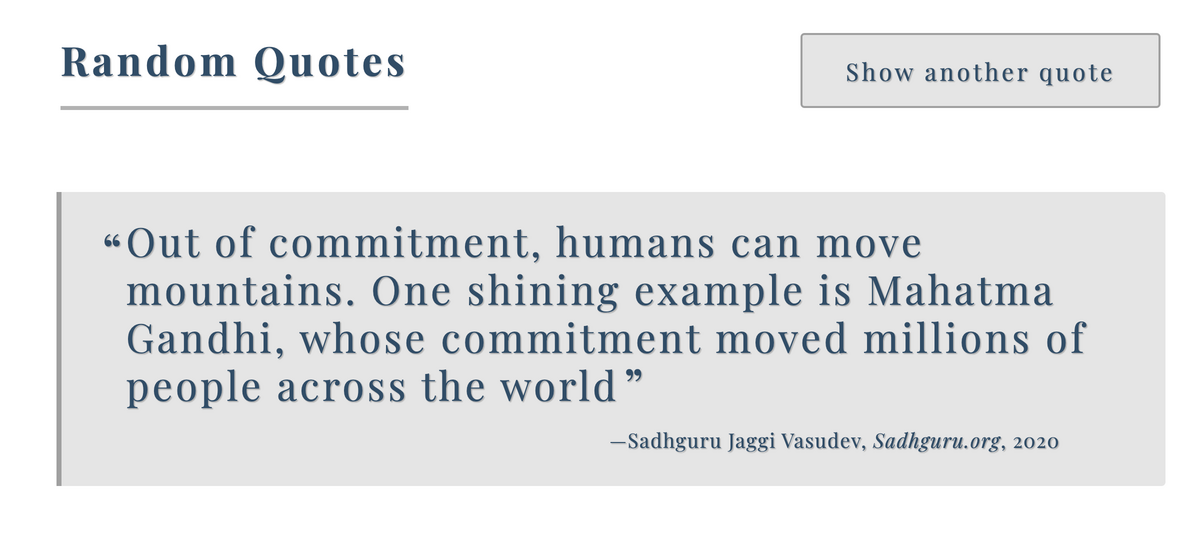 Random Quotes
Show another quote
“Out of commitment, humans can move
mountains. One shining example is Mahatma
Gandhi, whose commitment moved millions of
people across the world”
—Sadhguru Jaggi Vasudev, Sadhguru.org, 2020